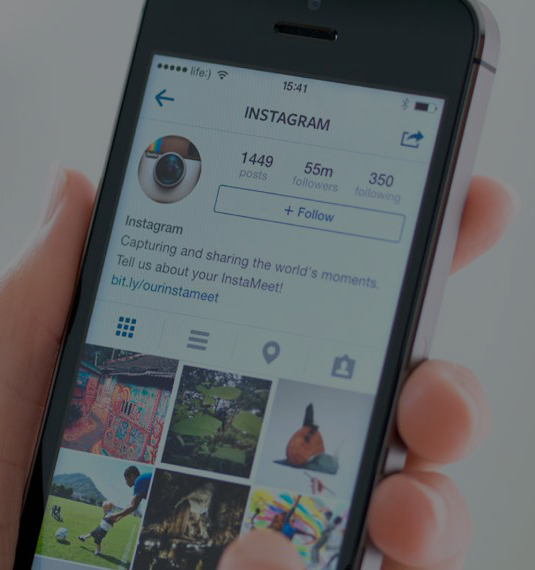 ●●●●● life:) 15:41
INSTAGRAM
1449 55m 350
posts followers following
+ Follow
Instagram
Capturing and sharing the world's moments.
Tell us about your InstaMeet!
bit.ly/ourinstameet